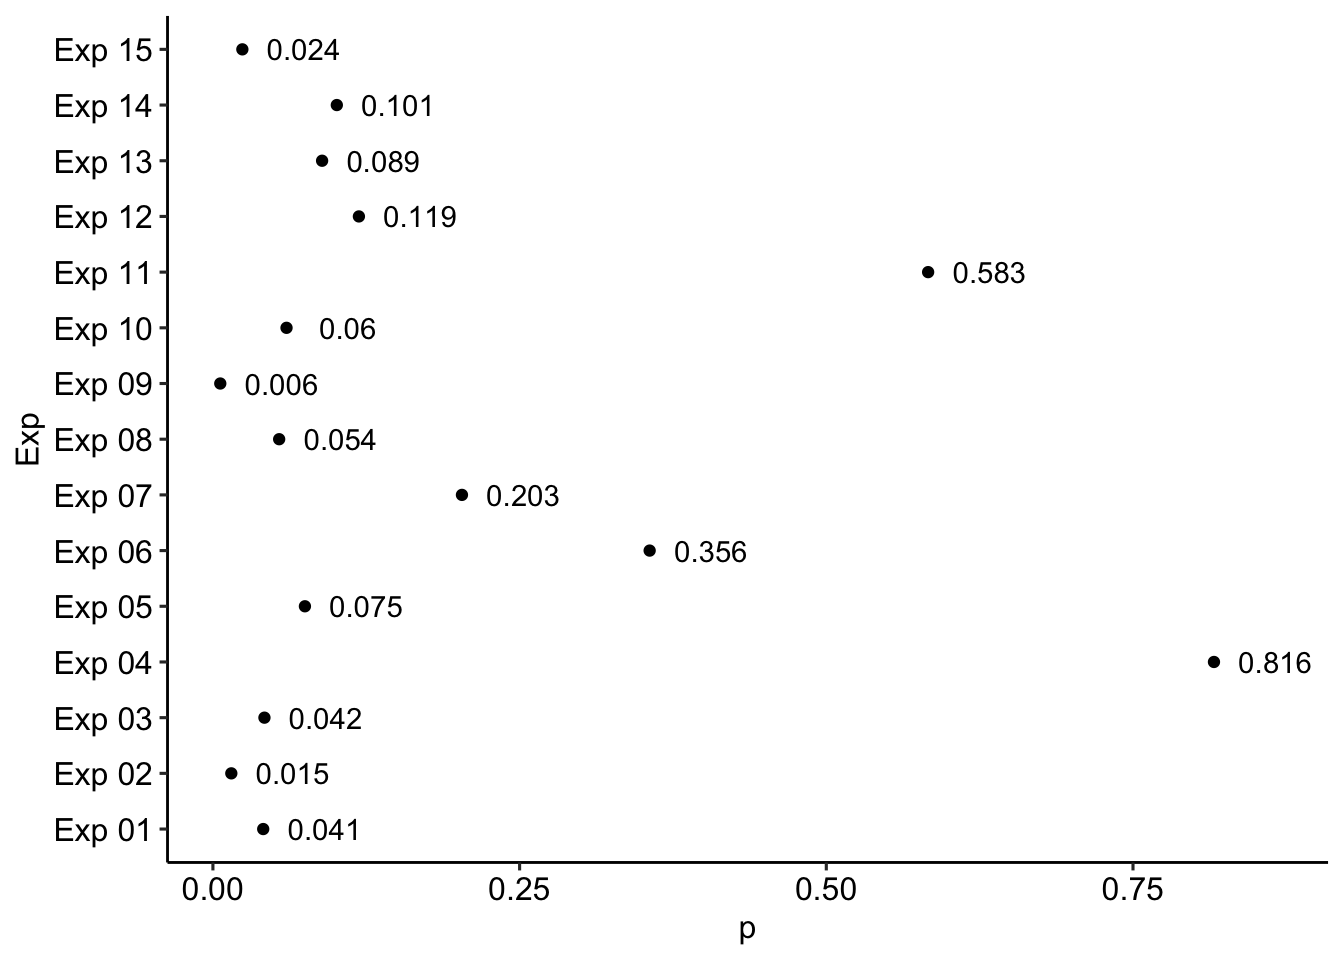 Exp 15 0.024
Exp 14 0.101
Exp 13 0.089
Exp 12 0.119
Exp 11 0.583
Exp 10 0.06
Exp 09 0.006
Exp
Exp 08 0.054
Exp 07 0.203
Exp 06 0.356
Exp 05 0.075
Exp 04 0.816
Exp 03 0.042
Exp 02 0.015
Exp 01 0.041
0.00 0.25 0.50 0.75
p